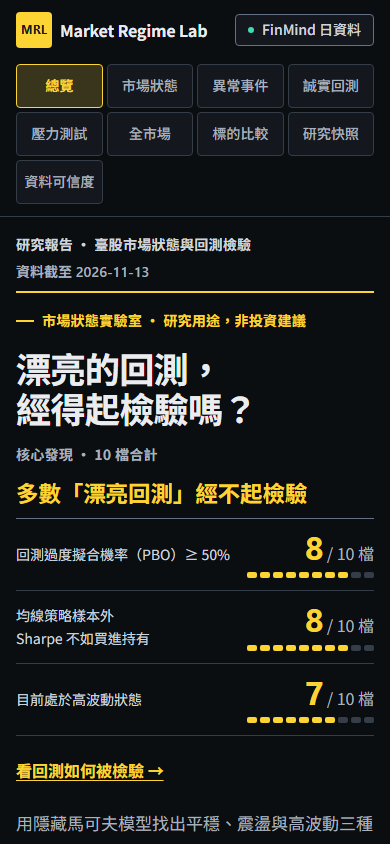 MRL
Market Regime Lab
FinMind 日資料
總覽
市場狀態
異常事件
誠實回測
壓力測試
全市場
標的比較
研究快照
資料可信度
研究報告 · 臺股市場狀態與回測檢驗
資料截至 2026-11-13
市場狀態實驗室 · 研究用途，非投資建議
漂亮的回測，
經得起檢驗嗎？
核心發現 · 10 檔合計
多數「漂亮回測」經不起檢驗
回測過度擬合機率（PBO）≥ 50%
8 / 10 檔
均線策略樣本外
Sharpe 不如買進持有
8 / 10 檔
目前處於高波動狀態
7 / 10 檔
看回測如何被檢驗 →
用隱藏馬可夫模型找出平穩、震盪與高波動三種